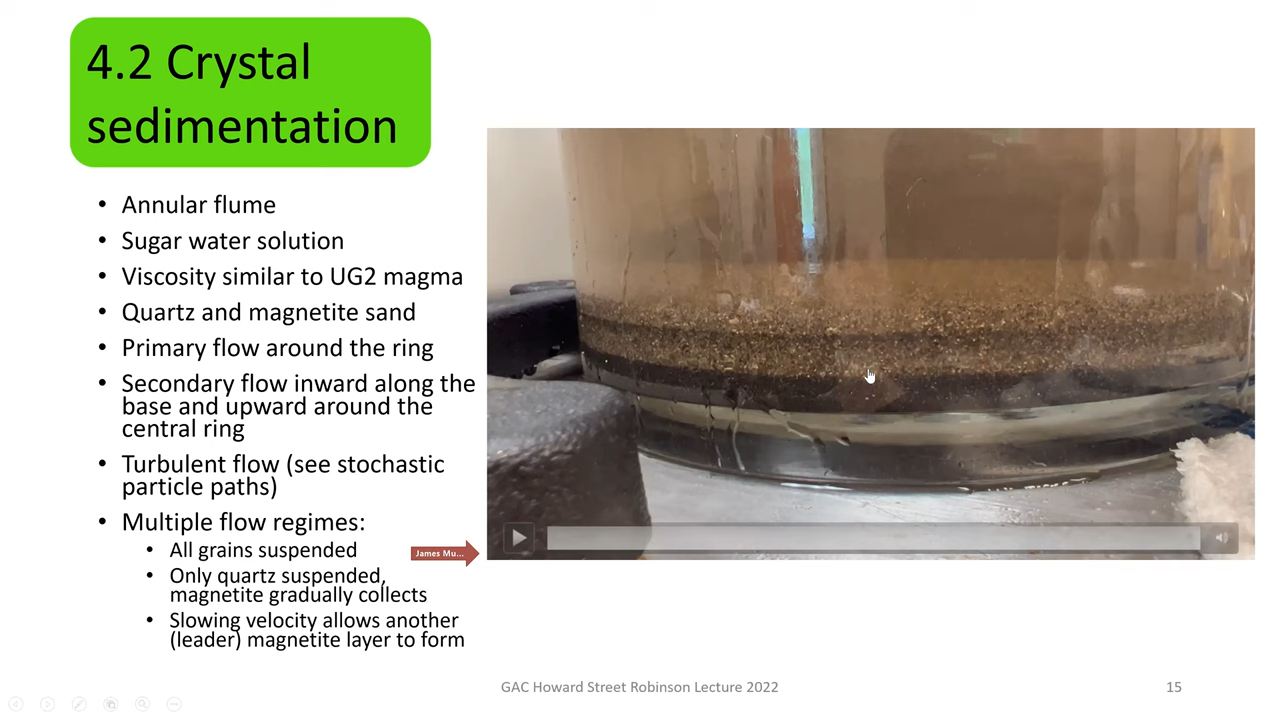 4.2 Crystal
sedimentation
• Annular flume
• Sugar water solution
• Viscosity similar to UG2 magma
• Quartz and magnetite sand
• Primary flow around the ring
• Secondary flow inward along the
base and upward around the
central ring
• Turbulent flow (see stochastic
particle paths)
• Multiple flow regimes:
• All grains suspended
• Only quartz suspended,
magnetite gradually collects
• Slowing velocity allows another
(leader) magnetite layer to form
James Mu...
GAC Howard Street Robinson Lecture 2022
15